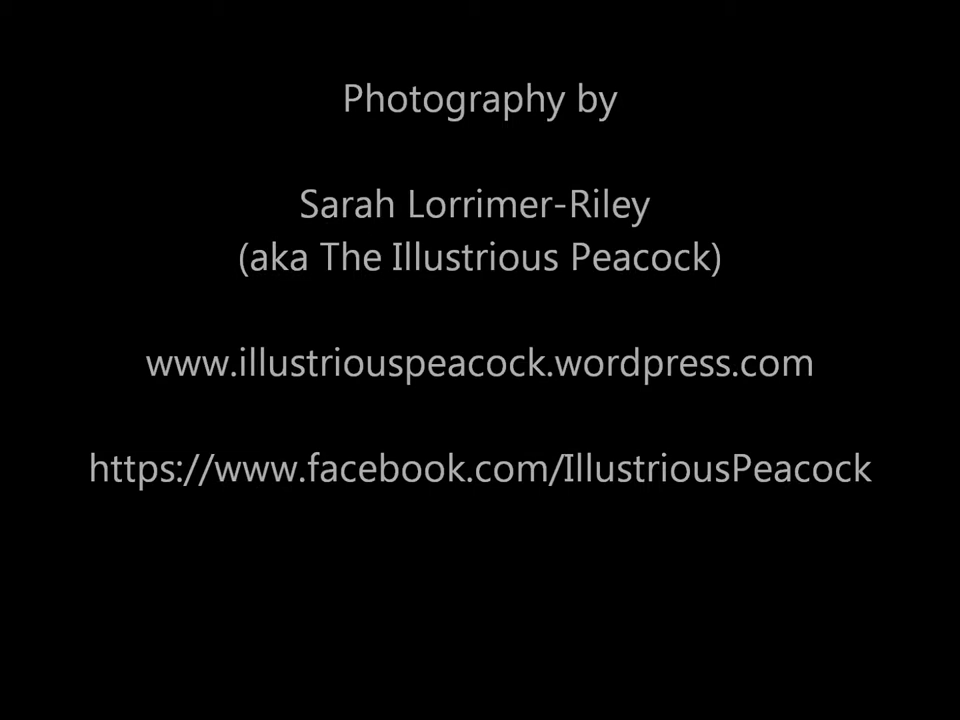 Photography by
Sarah Lorrimer-Riley
(aka The Illustrious Peacock)
www.illustriouspeacock.wordpress.com
https://www.facebook.com/IllustriousPeacock